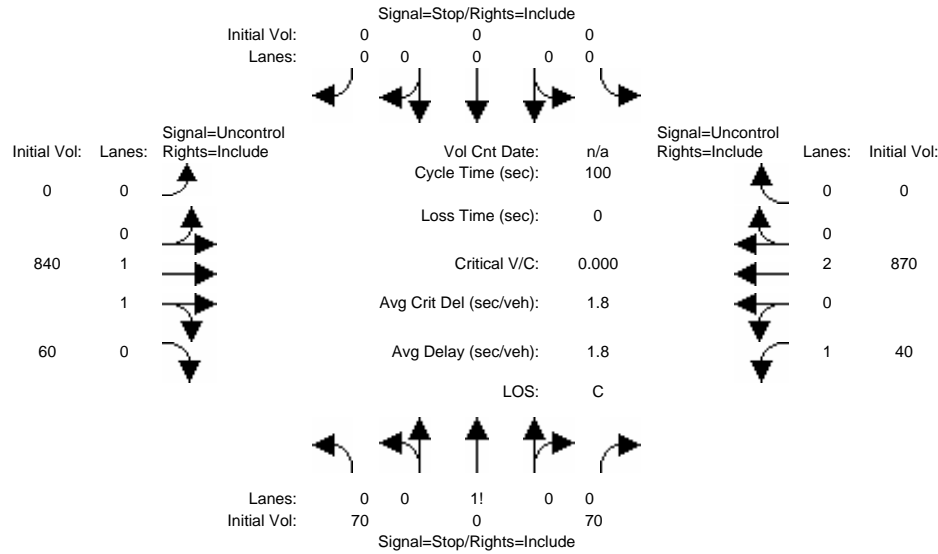 Signal=Stop/Rights=Include
Initial Vol: 0 0 0
Lanes: 0 0 0 0 0
Signal=Uncontrol
Initial Vol: Lanes: Rights=Include
Vol Cnt Date: n/a
Signal=Uncontrol
Rights=Include Lanes: Initial Vol:
Cycle Time (sec): 100
0 0
0 0
Loss Time (sec): 0
0
0
840 1
Critical V/C: 0.000
2 870
1
Avg Crit Del (sec/veh): 1.8
0
60 0
Avg Delay (sec/veh): 1.8
1 40
LOS: C
Lanes: 0 0 1! 0 0
Initial Vol: 70 0 70
Signal=Stop/Rights=Include